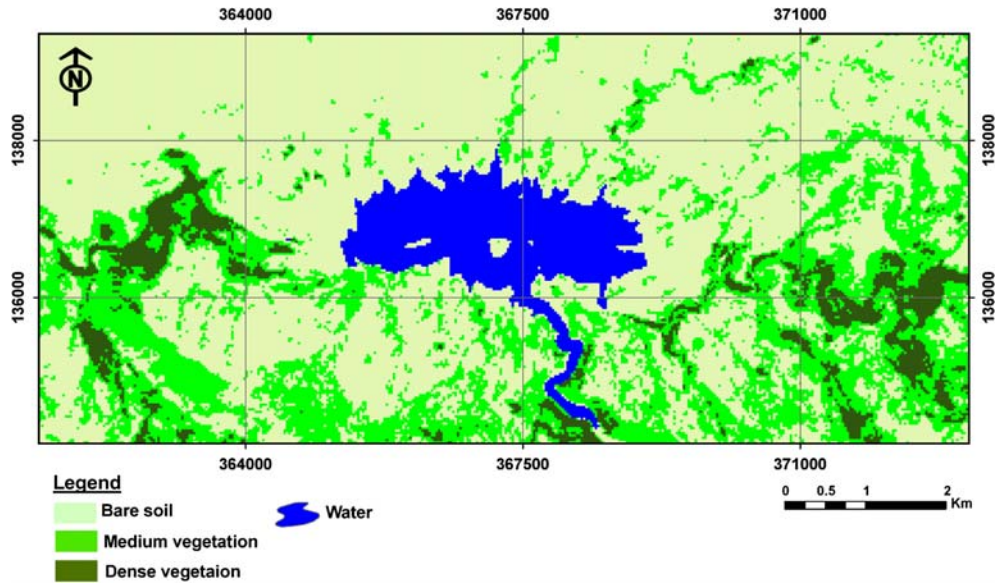 364000 367500 371000
N
138000 138000
136000 136000
364000 367500 371000
Legend
Bare soil
Water
Medium vegetation
Dense vegetaion
0 0.5 1 2
Km